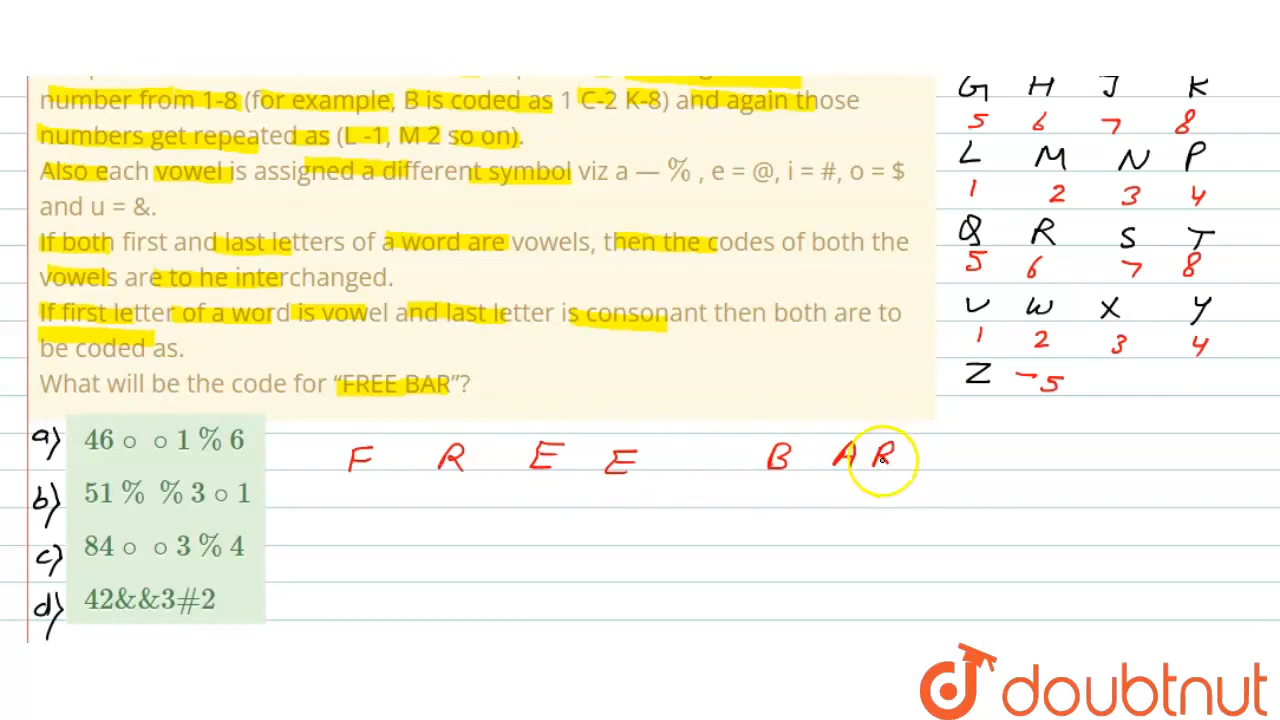 number from 1-8 (for example, B is coded as 1 C-2 K-8) and again those
numbers get repeated as (L -1, M 2 so on).
Also each vowel is assigned a different symbol viz a — % , e = @, i = #, o = $
and u = &.
If both first and last letters of a word are vowels, then the codes of both the
vowels are to he interchanged.
If first letter of a word is vowel and last letter is consonant then both are to
be coded as.
What will be the code for “FREE BAR”?
a) 46 ∘ ∘ 1 % 6
b) 51 % % 3 ∘ 1
c) 84 ∘ ∘ 3 % 4
d) 42&&3#2
F R E E B A R
G H J K
5 6 7 8
L M N P
1 2 3 4
Q R S T
5 6 7 8
V W X Y
1 2 3 4
Z - 5
doubtnut